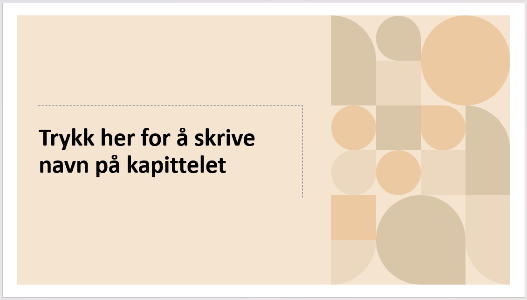 Trykk her for å skrive
navn på kapittelet